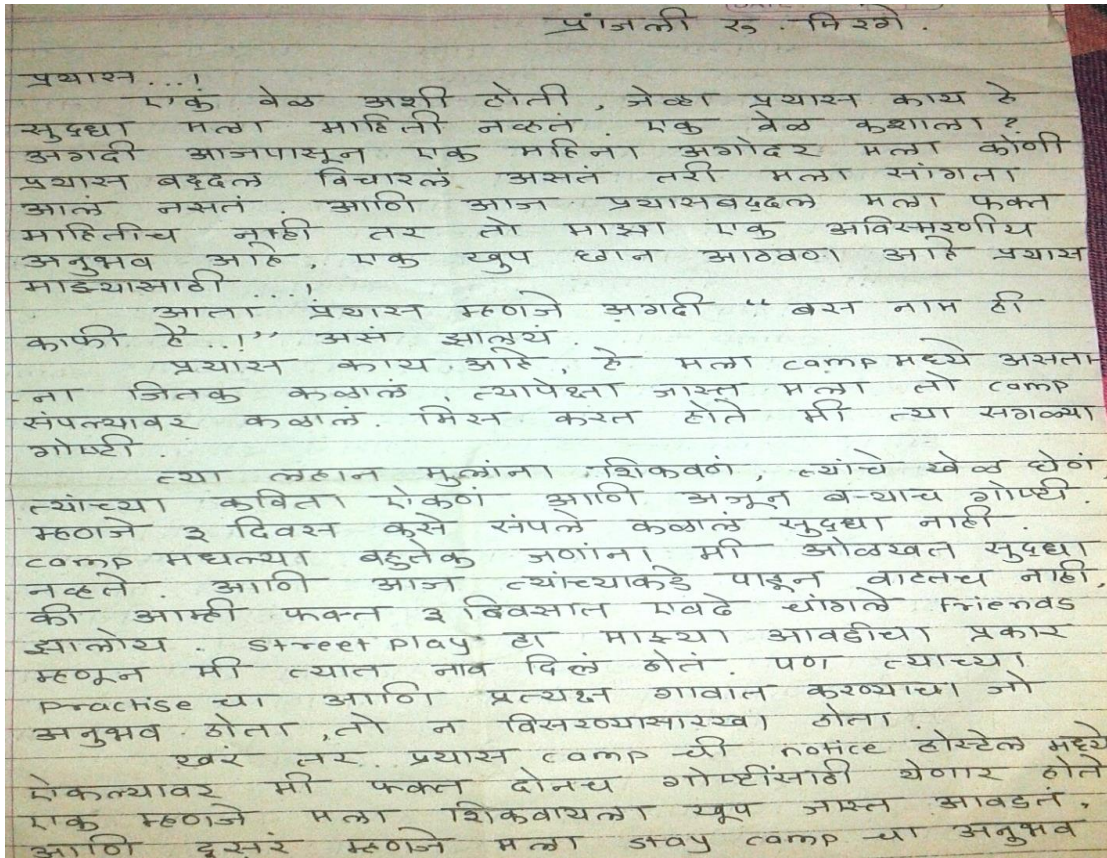 प्रांजली रु. मिरगे.
प्रयास...!
एक वेळ अशी होती, जेव्हा प्रयास काय हे
सुद्धा मला माहिती नव्हतं. एक वेळ कशाला?
अगदी आजपासून एक महिना अगोदर मला कोणी
प्रयास बद्दल विचारलं असतं तरी मला सांगता
आलं नसतं. आणि आज प्रयासबद्दल मला फक्त
माहितीच नाही तर तो माझा एक अविस्मरणीय
अनुभव आहे, एक खुप छान आठवण आहे प्रयास
माझ्यासाठी ...!
आता प्रयास म्हणजे अगदी "बस नाम ही
काफी है..!" असं झालयं.
प्रयास काय आहे, हे मला camp मध्ये असता-
ना जितकं कळालं, त्यापेक्षा जास्त मला तो camp
संपल्यावर कळालं. मिस करत होते मी त्या सगळ्या
गोष्टी.
त्या लहान मुलांना शिकवणं, त्यांचे खेळ घेणं,
त्यांच्या कविता ऐकणं आणि अजून बऱ्याच गोष्टी.
म्हणजे ३ दिवस कसे संपले कळालं सुद्धा नाही.
camp मधल्या बहुतेक जणांना मी ओळखत सुद्धा
नव्हते. आणि आज त्यांच्याकडे पाहून वाटतच नाही,
की आम्ही फक्त ३ दिवसात एवढे चांगले friends
झालोय. street play हा माझ्या आवडीचा प्रकार
म्हणून मी त्यात नाव दिलं होतं. पण त्याच्या
practise चा आणि प्रत्यक्ष गावात करण्याचा जो
अनुभव होता, तो न विसरण्यासारखा होता.
खरं तर प्रयास camp ची notice होस्टेल मध्ये
ऐकल्यावर मी फक्त दोनच गोष्टींसाठी येणार होते
एक म्हणजे मला शिकवायला खूप जास्त आवडतं,
आणि दूसरं म्हणजे मला stay camp चा अनुभव